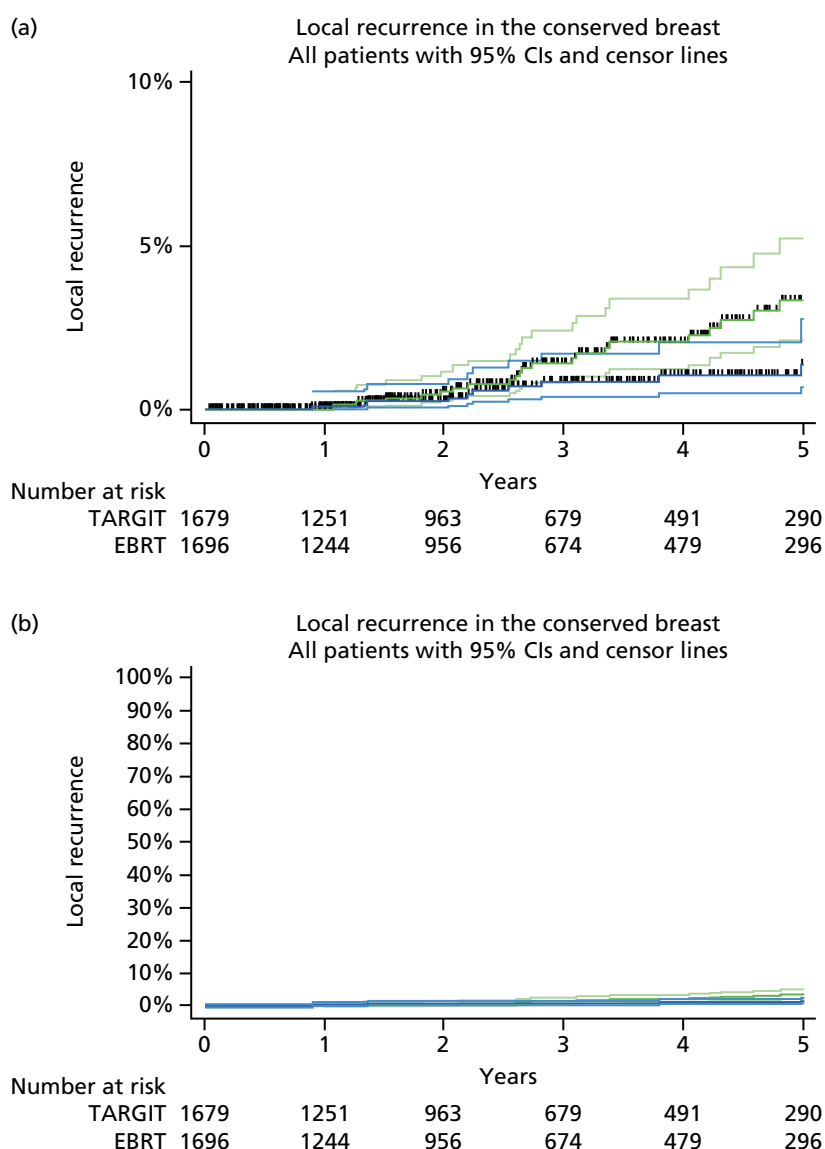 (a)
Local recurrence in the conserved breast
All patients with 95% CIs and censor lines
10%
5%
0%
Local recurrence
0 1 2 3 4 5
Years
Number at risk
TARGIT 1679 1251 963 679 491 290
EBRT 1696 1244 956 674 479 296
(b)
Local recurrence in the conserved breast
All patients with 95% CIs and censor lines
100%
90%
80%
70%
60%
50%
40%
30%
20%
10%
0%
Local recurrence
0 1 2 3 4 5
Years
Number at risk
TARGIT 1679 1251 963 679 491 290
EBRT 1696 1244 956 674 479 296